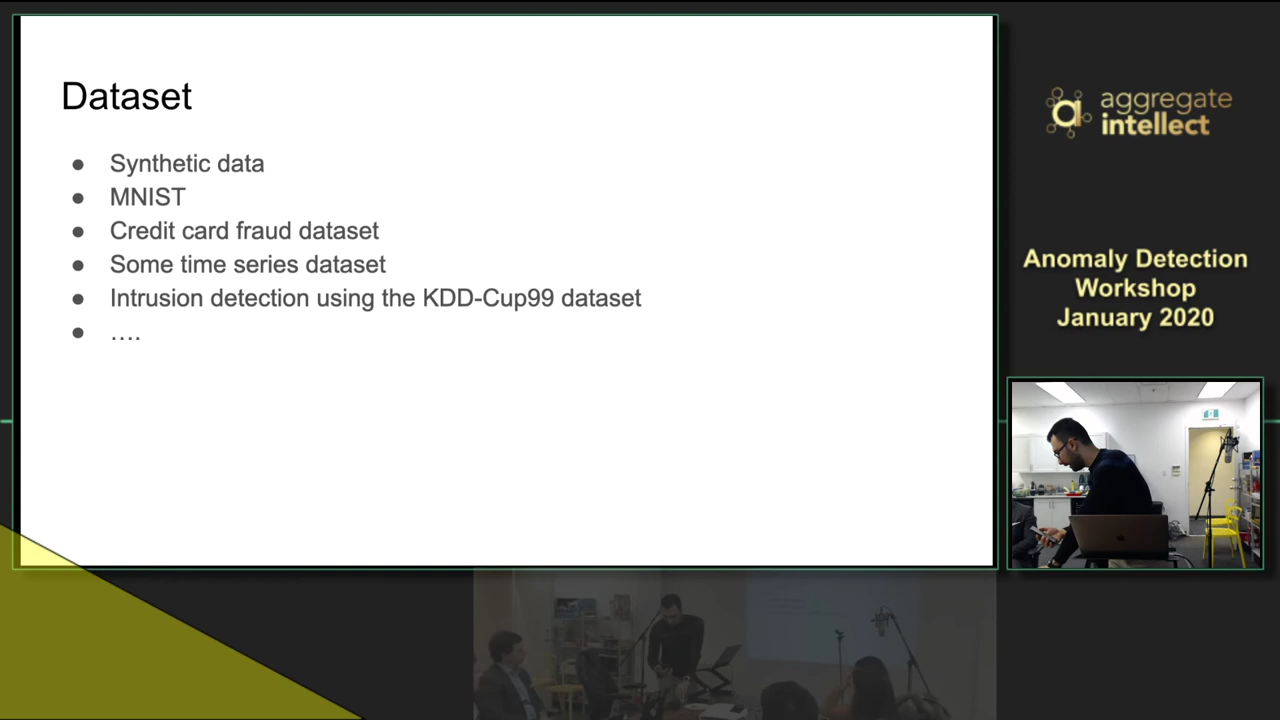 Dataset
● Synthetic data
● MNIST
● Credit card fraud dataset
● Some time series dataset
● Intrusion detection using the KDD-Cup99 dataset
● ....
aggregate
intellect
Anomaly Detection
Workshop
January 2020